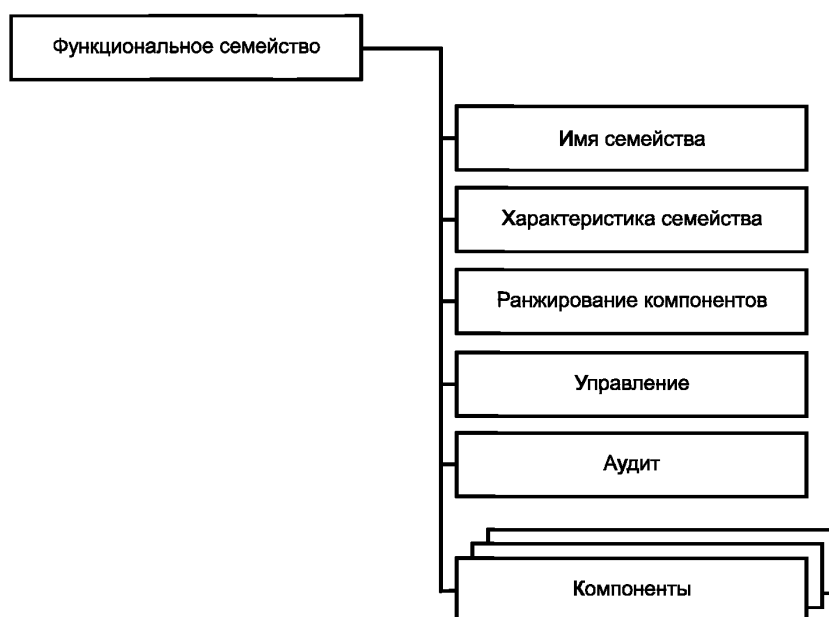 Функциональное семейство
Имя семейства
Характеристика семейства
Ранжирование компонентов
Управление
Аудит
Компоненты